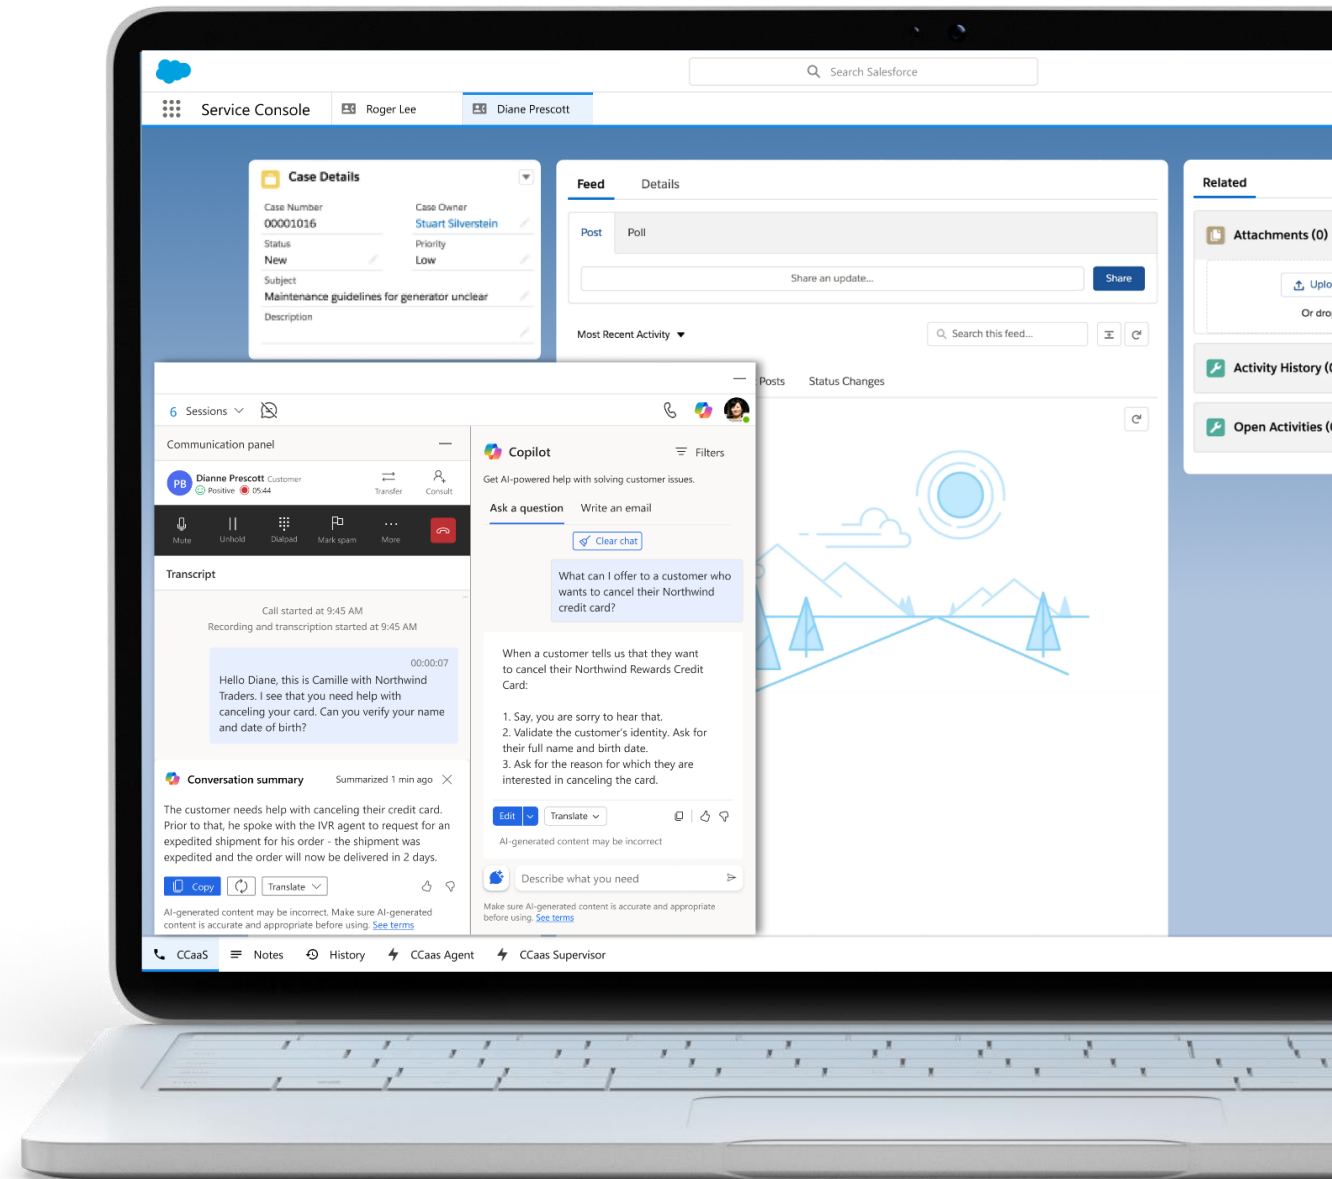 Search Salesforce
Service Console
Roger Lee
Diane Prescott
Case Details
Case Number
Case Owner
00001016
Stuart Silverstein
Status
Priority
New
Low
Subject
Maintenance guidelines for generator unclear
Description
Feed
Details
Post
Poll
Share an update...
Share
Most Recent Activity
Search this feed...
Posts
Status Changes
Related
Attachments (0)
Uplo
Or dro
Activity History (0
Open Activities (0
6 Sessions
Communication panel
PB
Dianne Prescott Customer
Positive 05:44
Transfer
Consult
Mute
Unhold
Dialpad
Mark spam
More
Transcript
Call started at 9:45 AM
Recording and transcription started at 9:45 AM
00:00:07
Hello Diane, this is Camille with Northwind
Traders. I see that you need help with
canceling your card. Can you verify your name
and date of birth?
Conversation summary
Summarized 1 min ago
The customer needs help with canceling their credit card.
Prior to that, he spoke with the IVR agent to request for an
expedited shipment for his order - the shipment was
expedited and the order will now be delivered in 2 days.
Copy
Translate
AI-generated content may be incorrect. Make sure AI-generated
content is accurate and appropriate before using. See terms
Copilot
Filters
Get AI-powered help with solving customer issues.
Ask a question
Write an email
Clear chat
What can I offer to a customer who
wants to cancel their Northwind
credit card?
When a customer tells us that they want
to cancel their Northwind Rewards Credit
Card:
1. Say, you are sorry to hear that.
2. Validate the customer's identity. Ask for
their full name and birth date.
3. Ask for the reason for which they are
interested in canceling the card.
Edit
Translate
AI-generated content may be incorrect
Describe what you need
Make sure AI-generated content is accurate and appropriate
before using. See terms
CCaaS
Notes
History
CCaas Agent
CCaas Supervisor